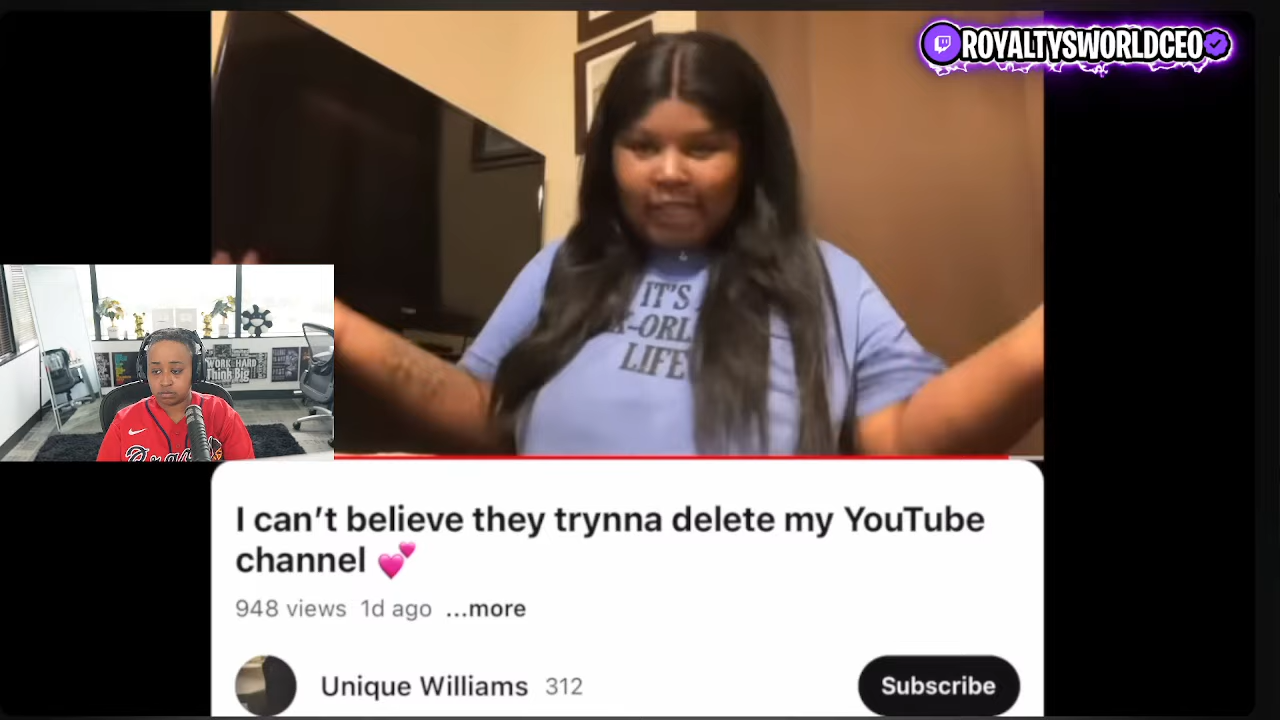 ROYALTYSWORLDCEO
IT'S
LIFE
WORK HARD
Think Big
I can't believe they trynna delete my YouTube
channel 💕
948 views 1d ago ...more
Unique Williams 312
Subscribe